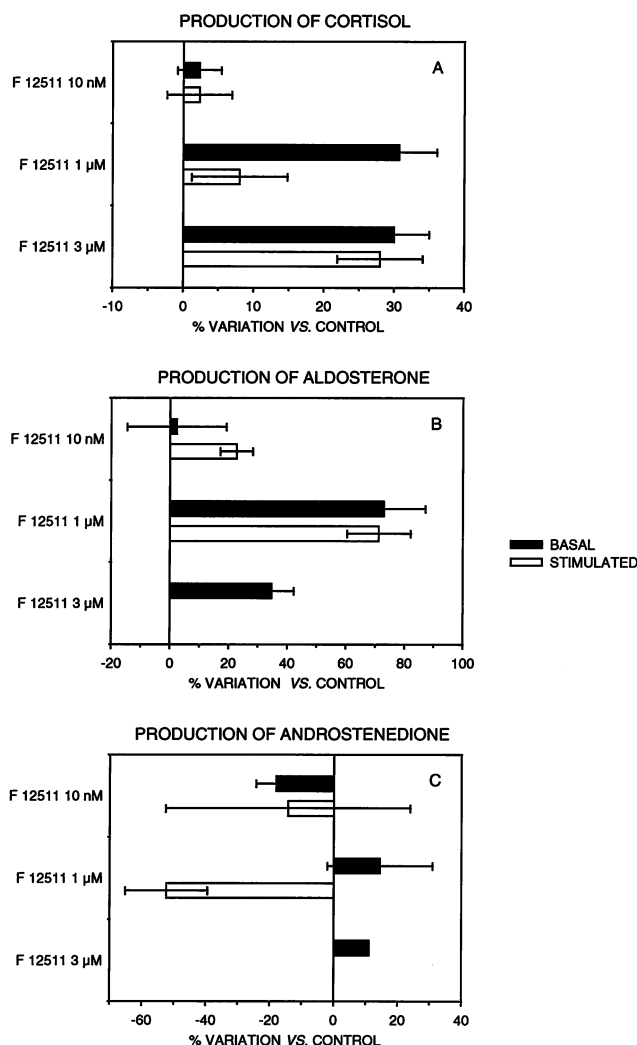 PRODUCTION OF CORTISOL
A
F 12511 10 nM
F 12511 1 µM
F 12511 3 µM
-10 0 10 20 30 40
% VARIATION VS. CONTROL
PRODUCTION OF ALDOSTERONE
B
F 12511 10 nM
F 12511 1 µM
F 12511 3 µM
-20 0 20 40 60 80 100
% VARIATION VS. CONTROL
BASAL
STIMULATED
PRODUCTION OF ANDROSTENEDIONE
C
F 12511 10 nM
F 12511 1 µM
F 12511 3 µM
-60 -40 -20 0 20 40
% VARIATION VS. CONTROL